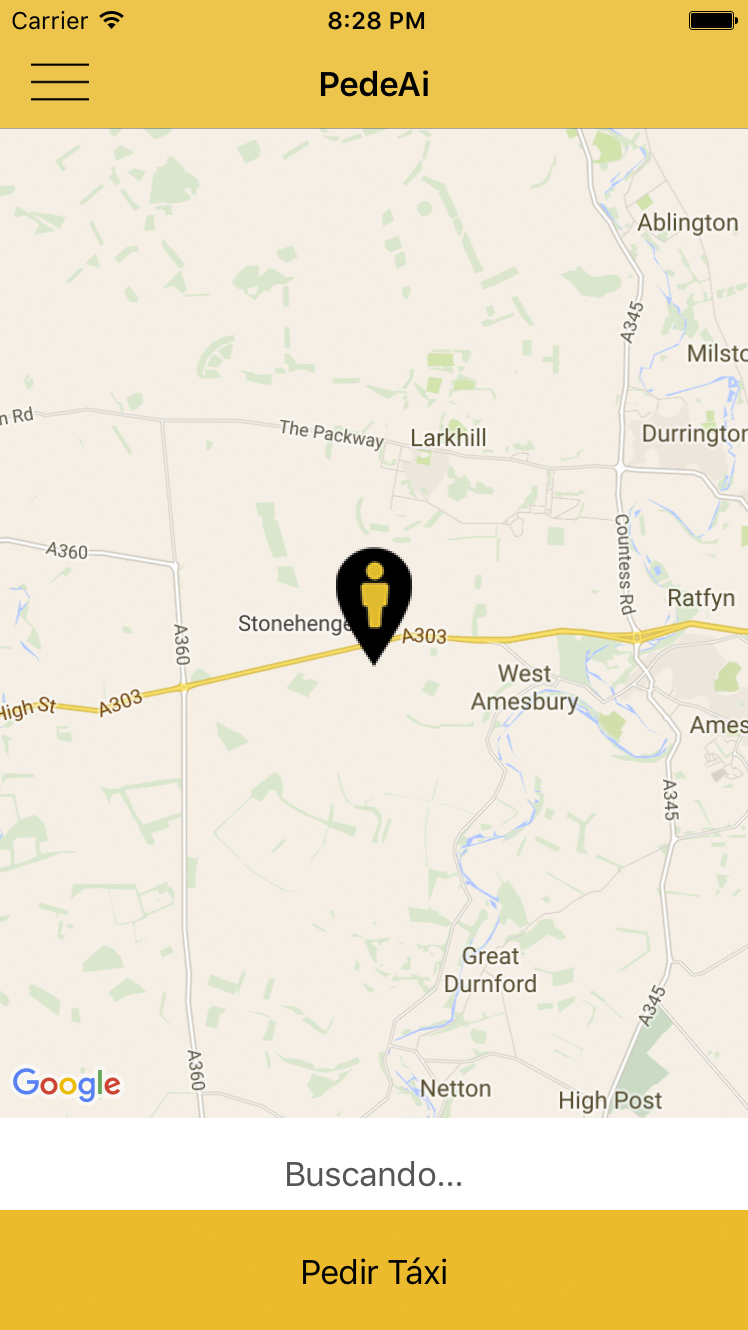 Carrier 8:28 PM
PedeAi
Ablington
A345
Milsto
n Rd
The Packway
Larkhill
Durrington
A360
Countess Rd
Ratfyn
Stonehenge
A303
A360
West
Amesbury
High St
A303
Ames
A345
Great
Durnford
A345
A360
Google
Netton
High Post
Buscando...
Pedir Táxi